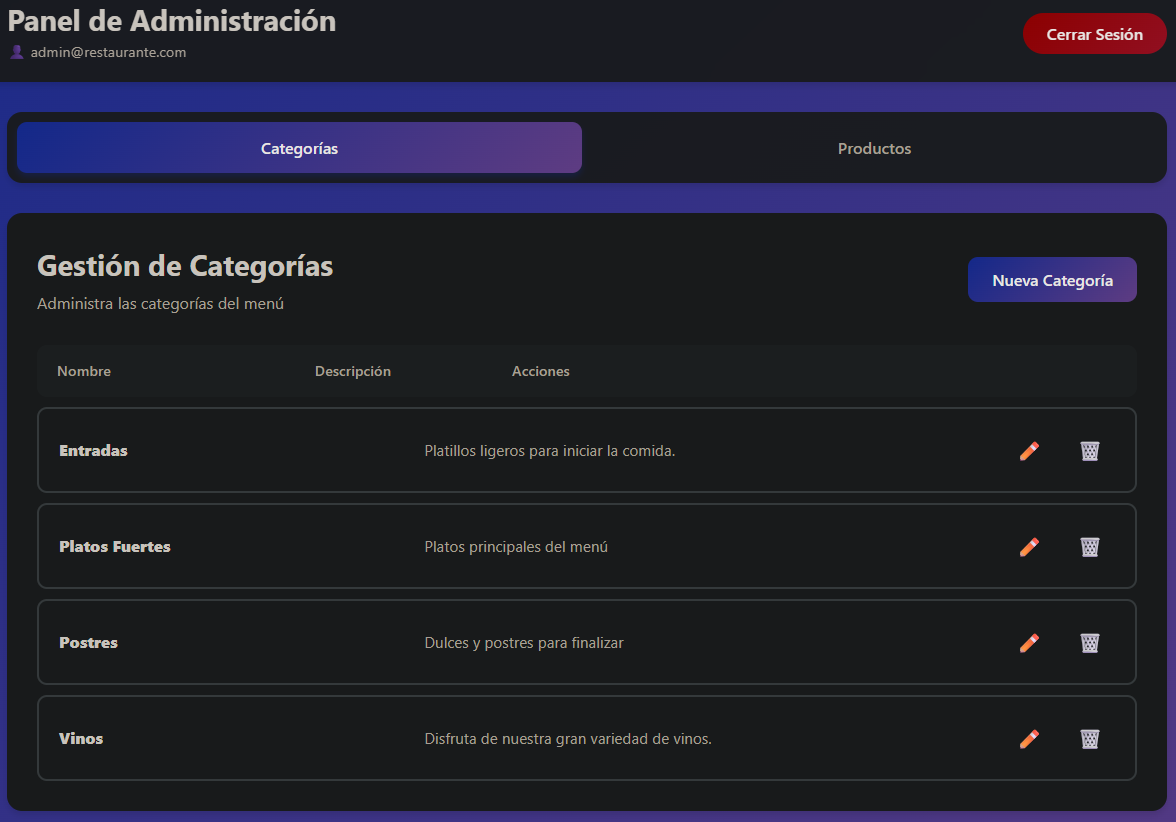 Panel de Administración
admin@restaurante.com
Cerrar Sesión
Categorías
Productos
Gestión de Categorías
Administra las categorías del menú
Nueva Categoría
Nombre Descripción Acciones
Entradas Platillos ligeros para iniciar la comida.
Platos Fuertes Platos principales del menú
Postres Dulces y postres para finalizar
Vinos Disfruta de nuestra gran variedad de vinos.